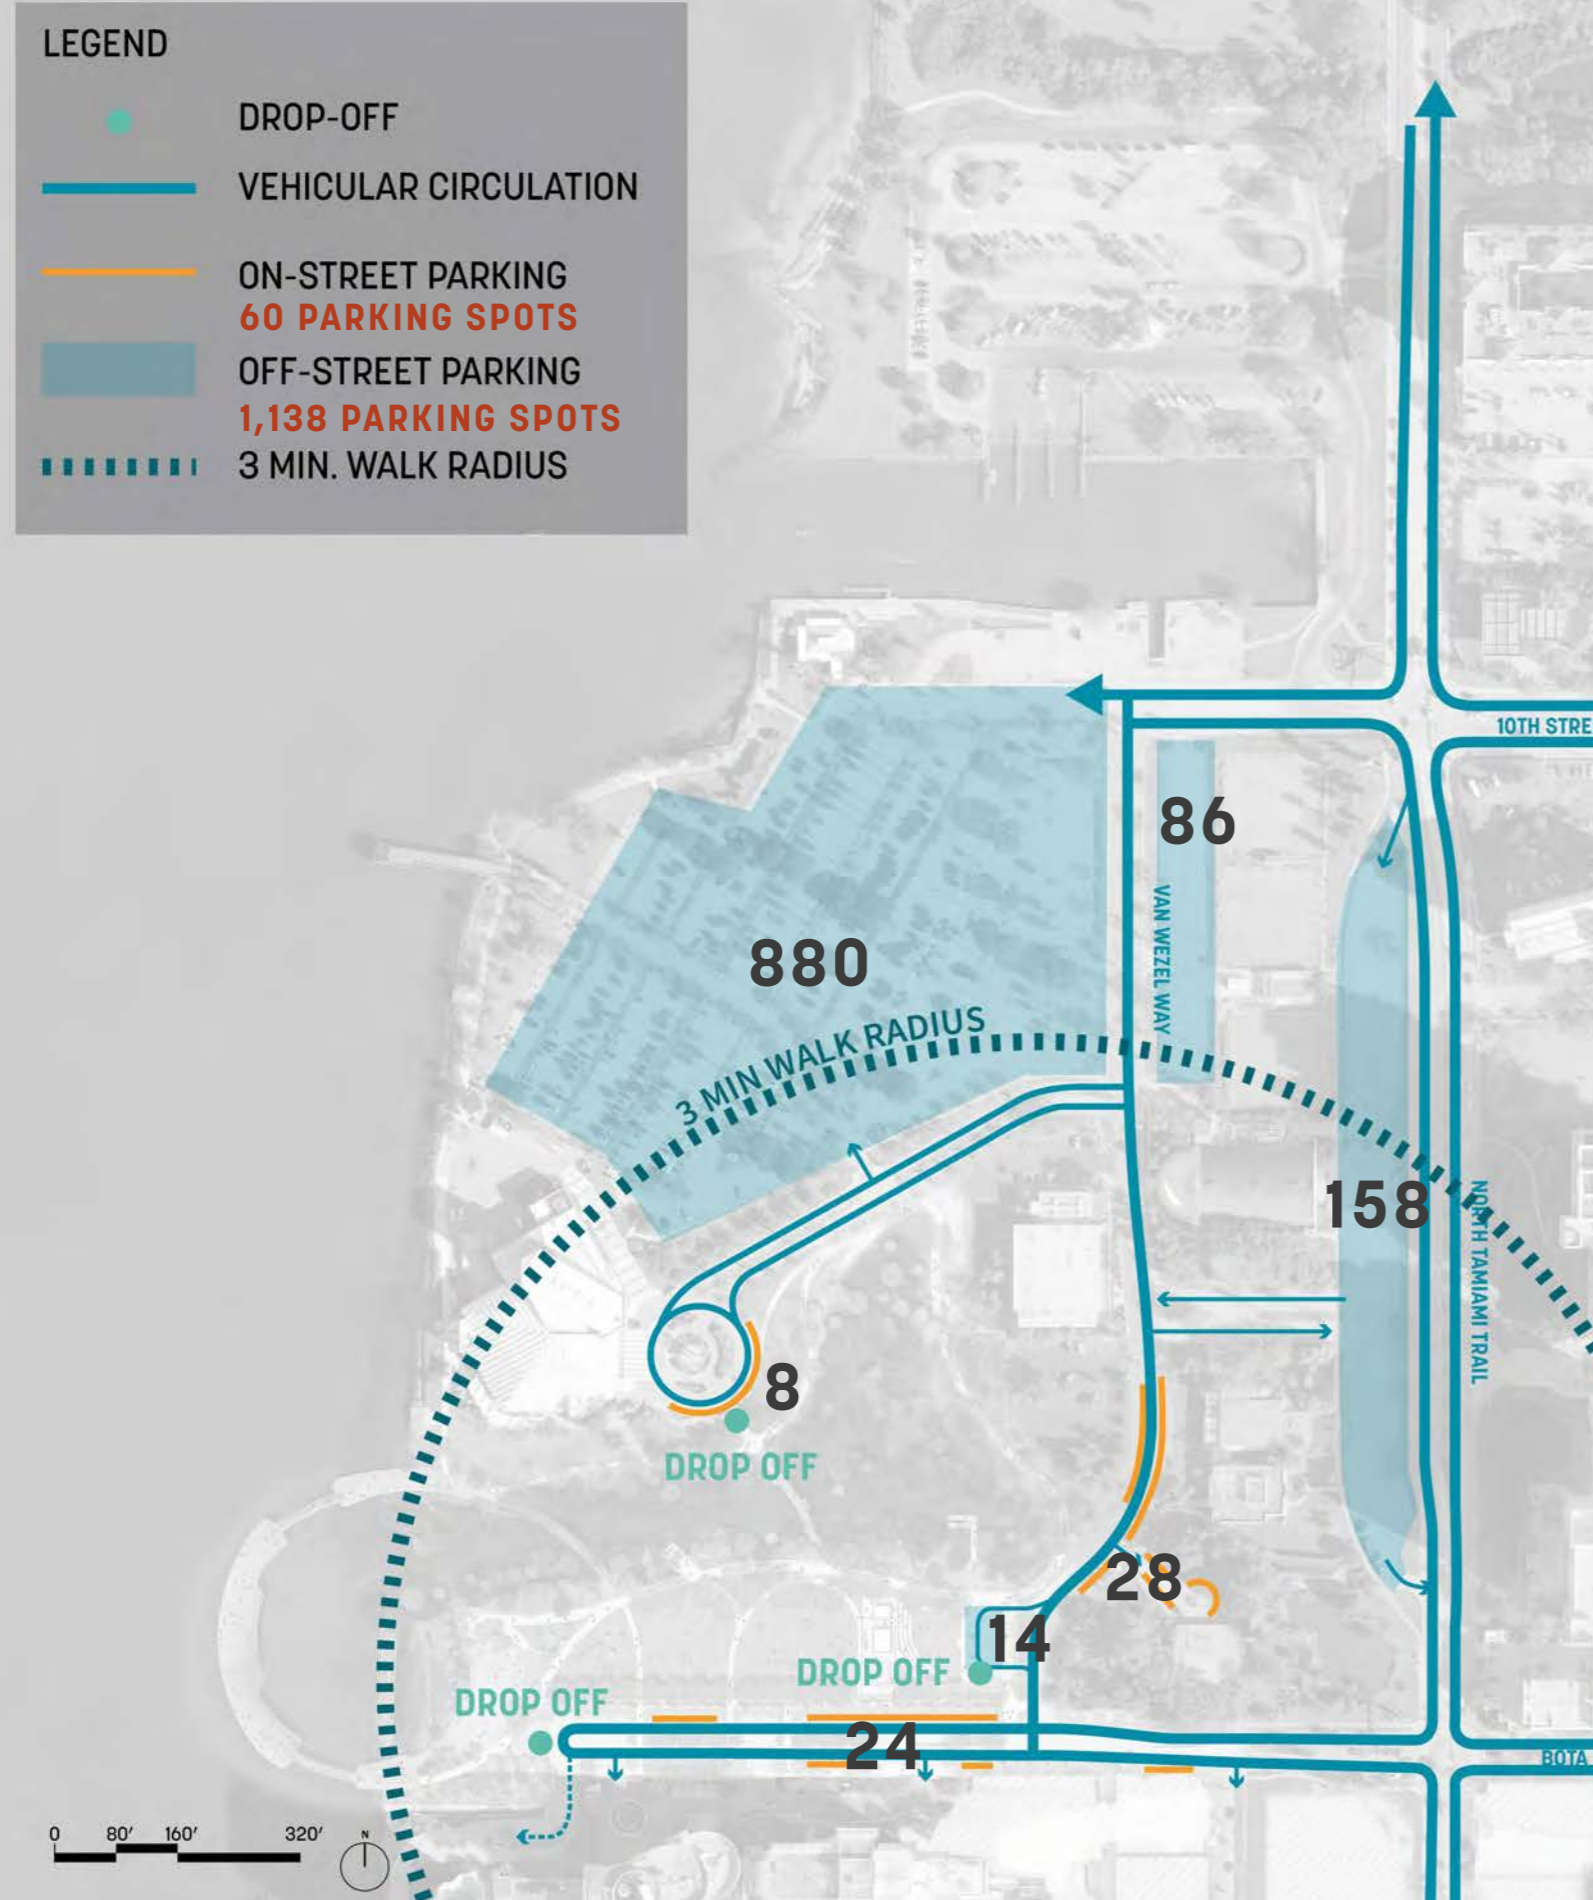 LEGEND
DROP-OFF
VEHICULAR CIRCULATION
ON-STREET PARKING
60 PARKING SPOTS
OFF-STREET PARKING
1,138 PARKING SPOTS
3 MIN. WALK RADIUS
10TH STRE
86
VAN WEZEL WAY
880
3 MIN WALK RADIUS
158
NORTH TAMIAMI TRAIL
8
DROP OFF
28
14
DROP OFF
DROP OFF
24
BOTA
0 80' 160' 320'
N